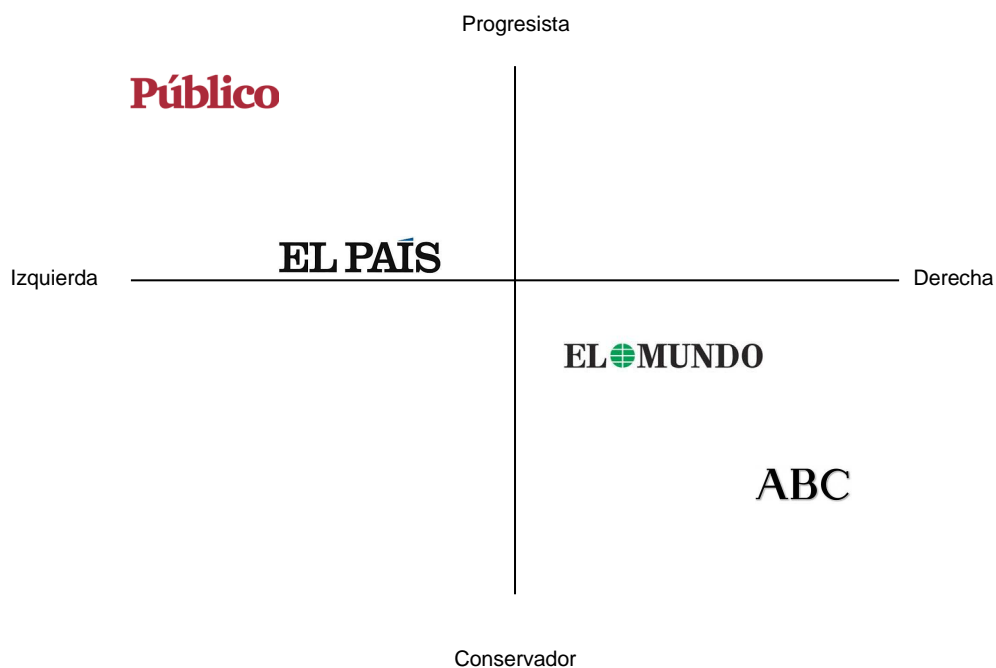 Progresista
Público
EL PAÍS
Izquierda
Derecha
EL MUNDO
ABC
Conservador